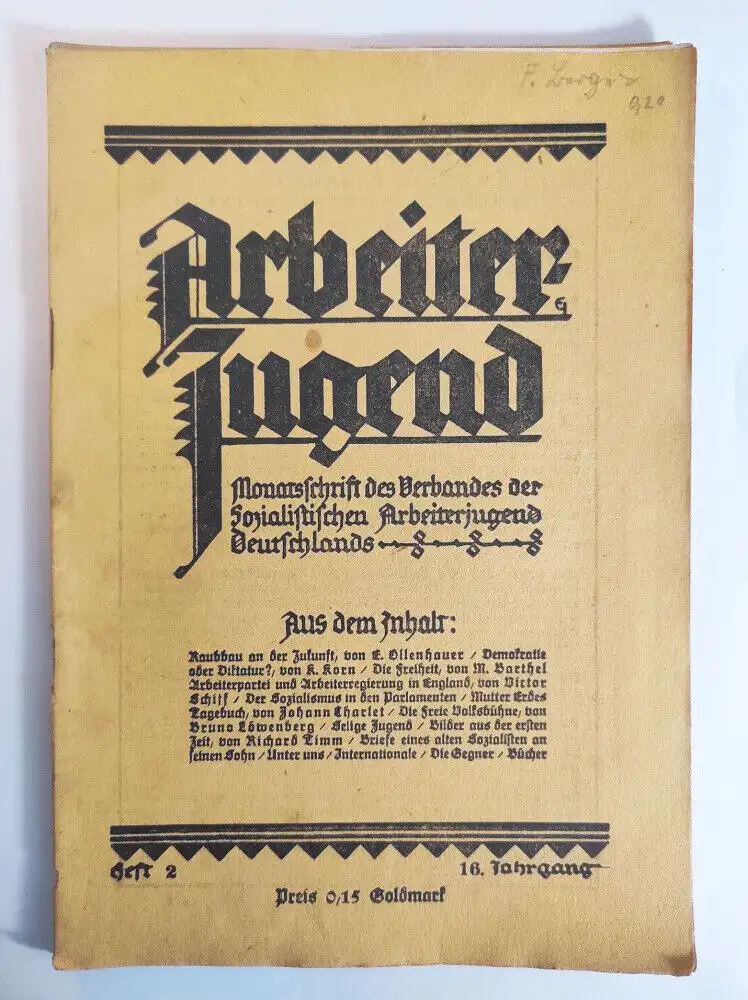 F. Berger
0,20
Arbeiter-
Jugend
Monatsschrift des Verbandes der
Sozialistischen Arbeiterjugend
Deutschlands
Aus dem Inhalt:
Raubbau an der Zukunft, von E. Ollenhauer / Demokratie
oder Diktatur?, von K. Korn / Die Freiheit, von M. Barthel
Arbeiterpartei und Arbeiterregierung in England, von Victor
Schiff / Der Sozialismus in den Parlamenten / Mutter Erdes
Tagebuch, von Johann Charlet / Die Freie Volksbühne, von
Bruno Löwenberg / Selige Jugend / Bilder aus der ersten
Zeit, von Richard Timm / Briefe eines alten Sozialisten an
seinen Sohn / Unter uns / Internationale / Die Gegner / Bücher
Heft 2
16. Jahrgang
Preis 0,15 Goldmark